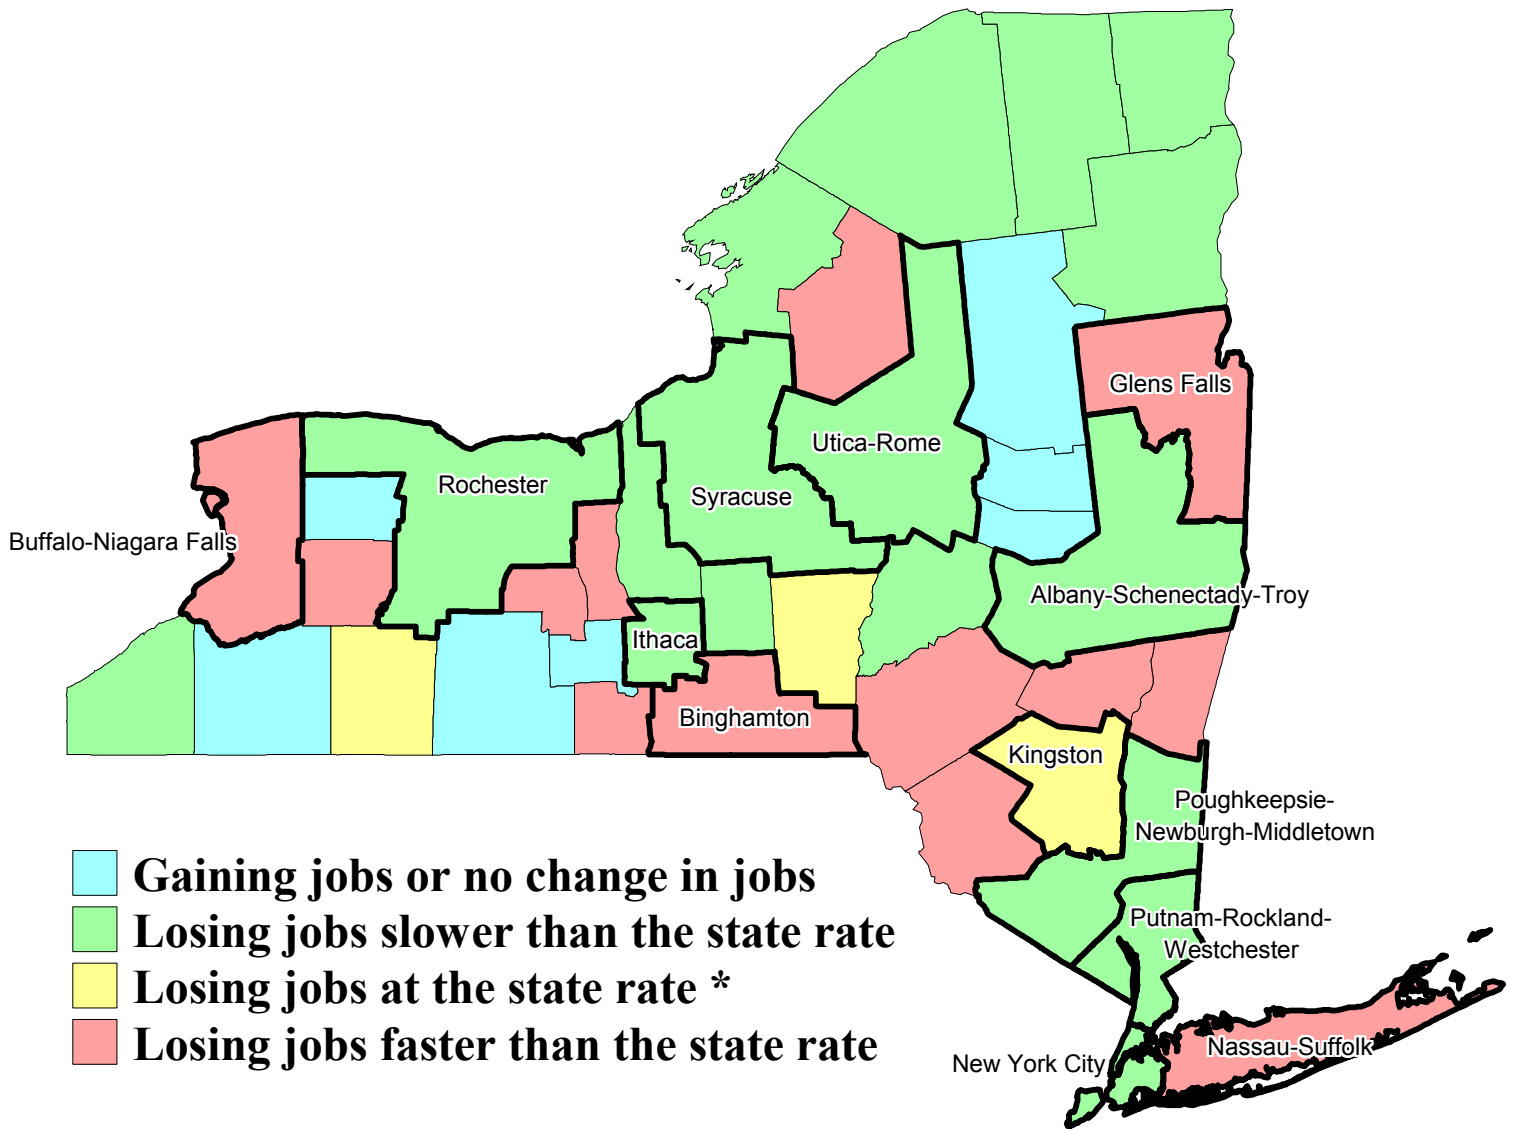 Glens Falls
Utica-Rome
Rochester
Syracuse
Buffalo-Niagara Falls
Albany-Schenectady-Troy
Ithaca
Binghamton
Kingston
Poughkeepsie-
Newburgh-Middletown
Gaining jobs or no change in jobs
Losing jobs slower than the state rate
Losing jobs at the state rate *
Losing jobs faster than the state rate
Putnam-Rockland-
Westchester
New York City
Nassau-Suffolk